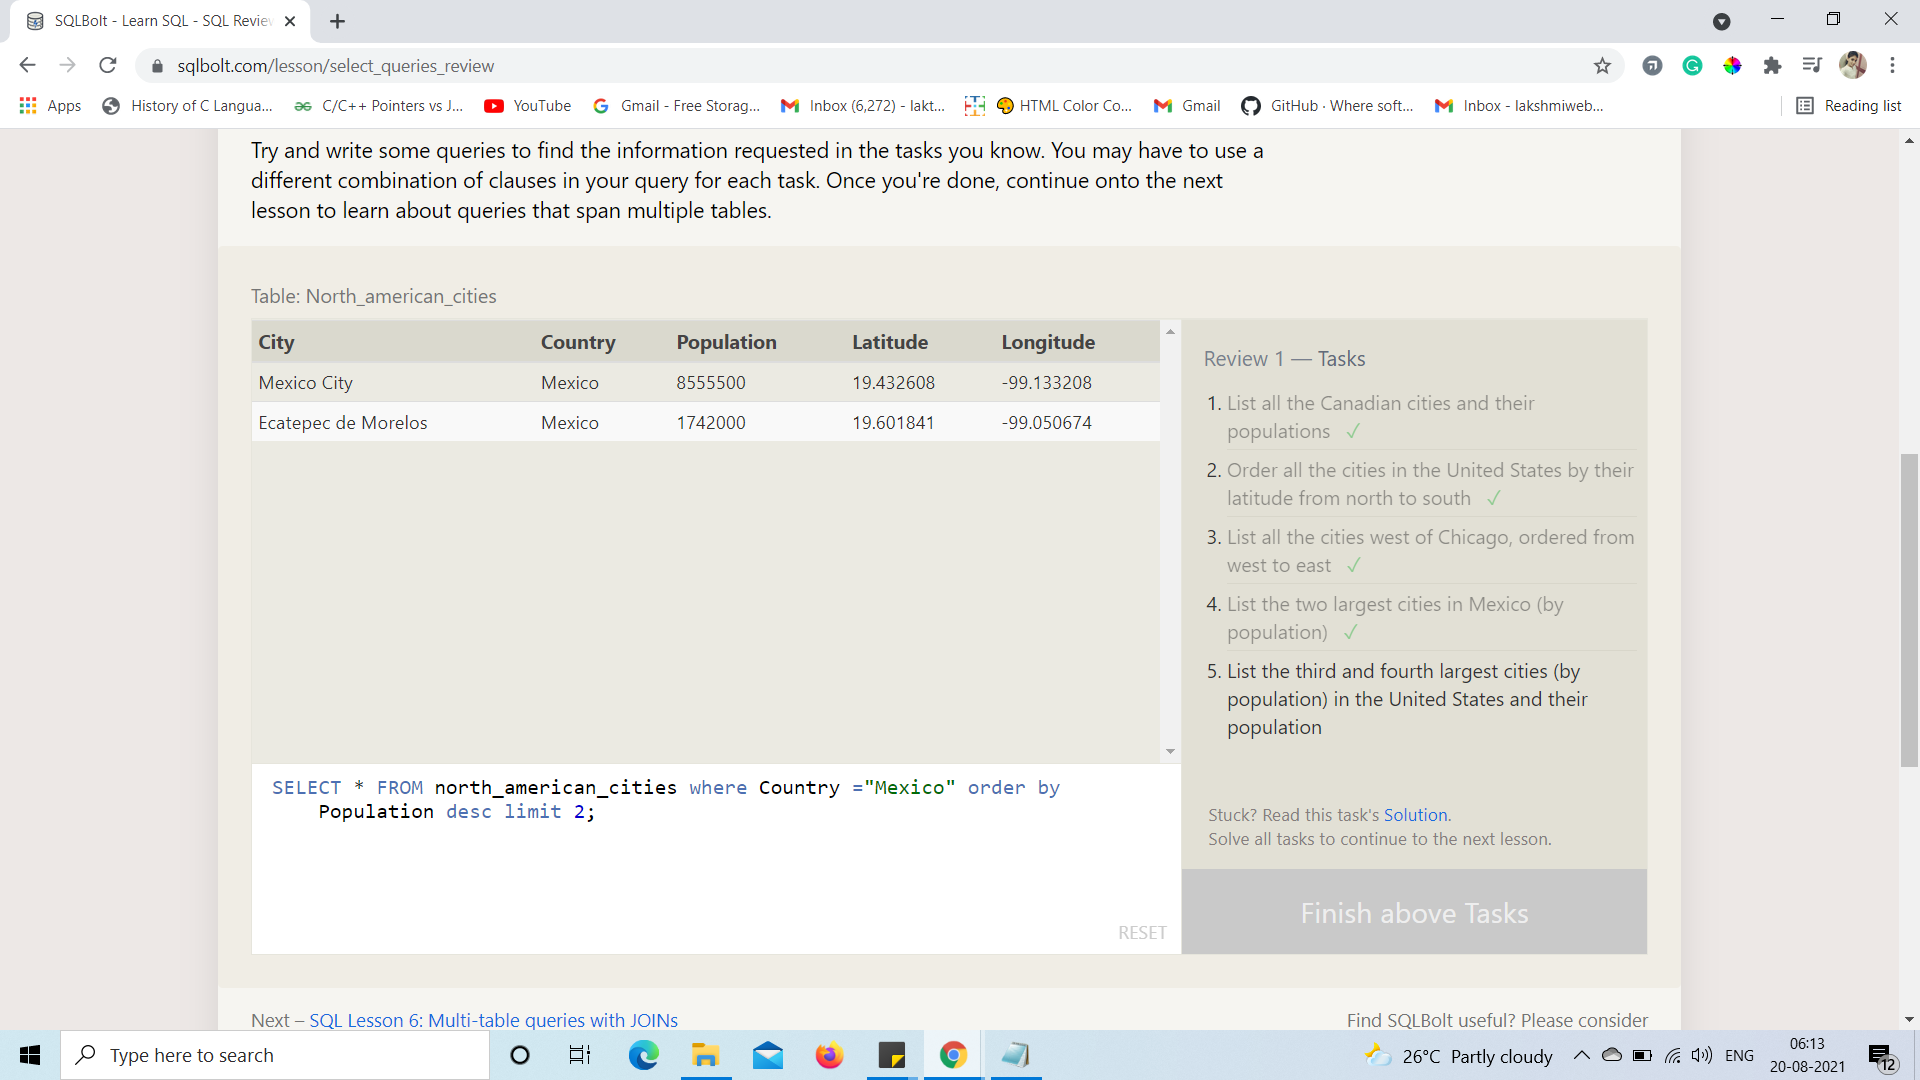 SQLBolt - Learn SQL - SQL Review
sqlbolt.com/lesson/select_queries_review
Apps
History of C Langua...
C/C++ Pointers vs J...
YouTube
Gmail - Free Storag...
Inbox (6,272) - lakt...
HTML Color Co...
Gmail
GitHub · Where soft...
Inbox - lakshmiweb...
Reading list
Try and write some queries to find the information requested in the tasks you know. You may have to use a
different combination of clauses in your query for each task. Once you're done, continue onto the next
lesson to learn about queries that span multiple tables.
Table: North_american_cities
City Country Population Latitude Longitude
Mexico City Mexico 8555500 19.432608 -99.133208
Ecatepec de Morelos Mexico 1742000 19.601841 -99.050674
SELECT * FROM north_american_cities where Country ="Mexico" order by
Population desc limit 2;
RESET
Review 1 — Tasks
1. List all the Canadian cities and their
populations ✓
2. Order all the cities in the United States by their
latitude from north to south ✓
3. List all the cities west of Chicago, ordered from
west to east ✓
4. List the two largest cities in Mexico (by
population) ✓
5. List the third and fourth largest cities (by
population) in the United States and their
population
Stuck? Read this task's Solution.
Solve all tasks to continue to the next lesson.
Finish above Tasks
Next – SQL Lesson 6: Multi-table queries with JOINs
Find SQLBolt useful? Please consider
Type here to search
26°C Partly cloudy
ENG
06:13
20-08-2021
12